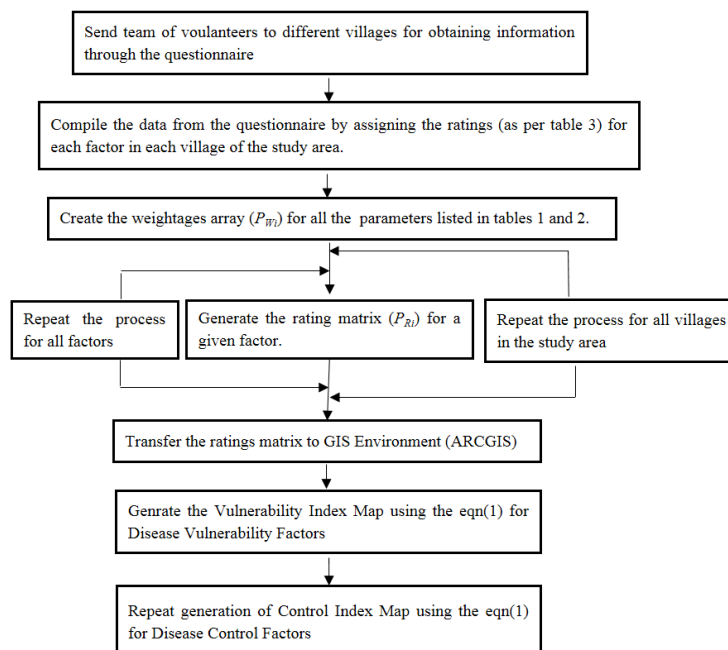 Send team of voulanteers to different villages for obtaining information
through the questionnaire
Compile the data from the questionnaire by assigning the ratings (as per table 3) for
each factor in each village of the study area.
Create the weightages array (P_Wi) for all the parameters listed in tables 1 and 2.
Repeat the process
for all factors
Generate the rating matrix (P_Ri) for a
given factor.
Repeat the process for all villages
in the study area
Transfer the ratings matrix to GIS Environment (ARCGIS)
Genrate the Vulnerability Index Map using the eqn(1) for
Disease Vulnerability Factors
Repeat generation of Control Index Map using the eqn(1)
for Disease Control Factors